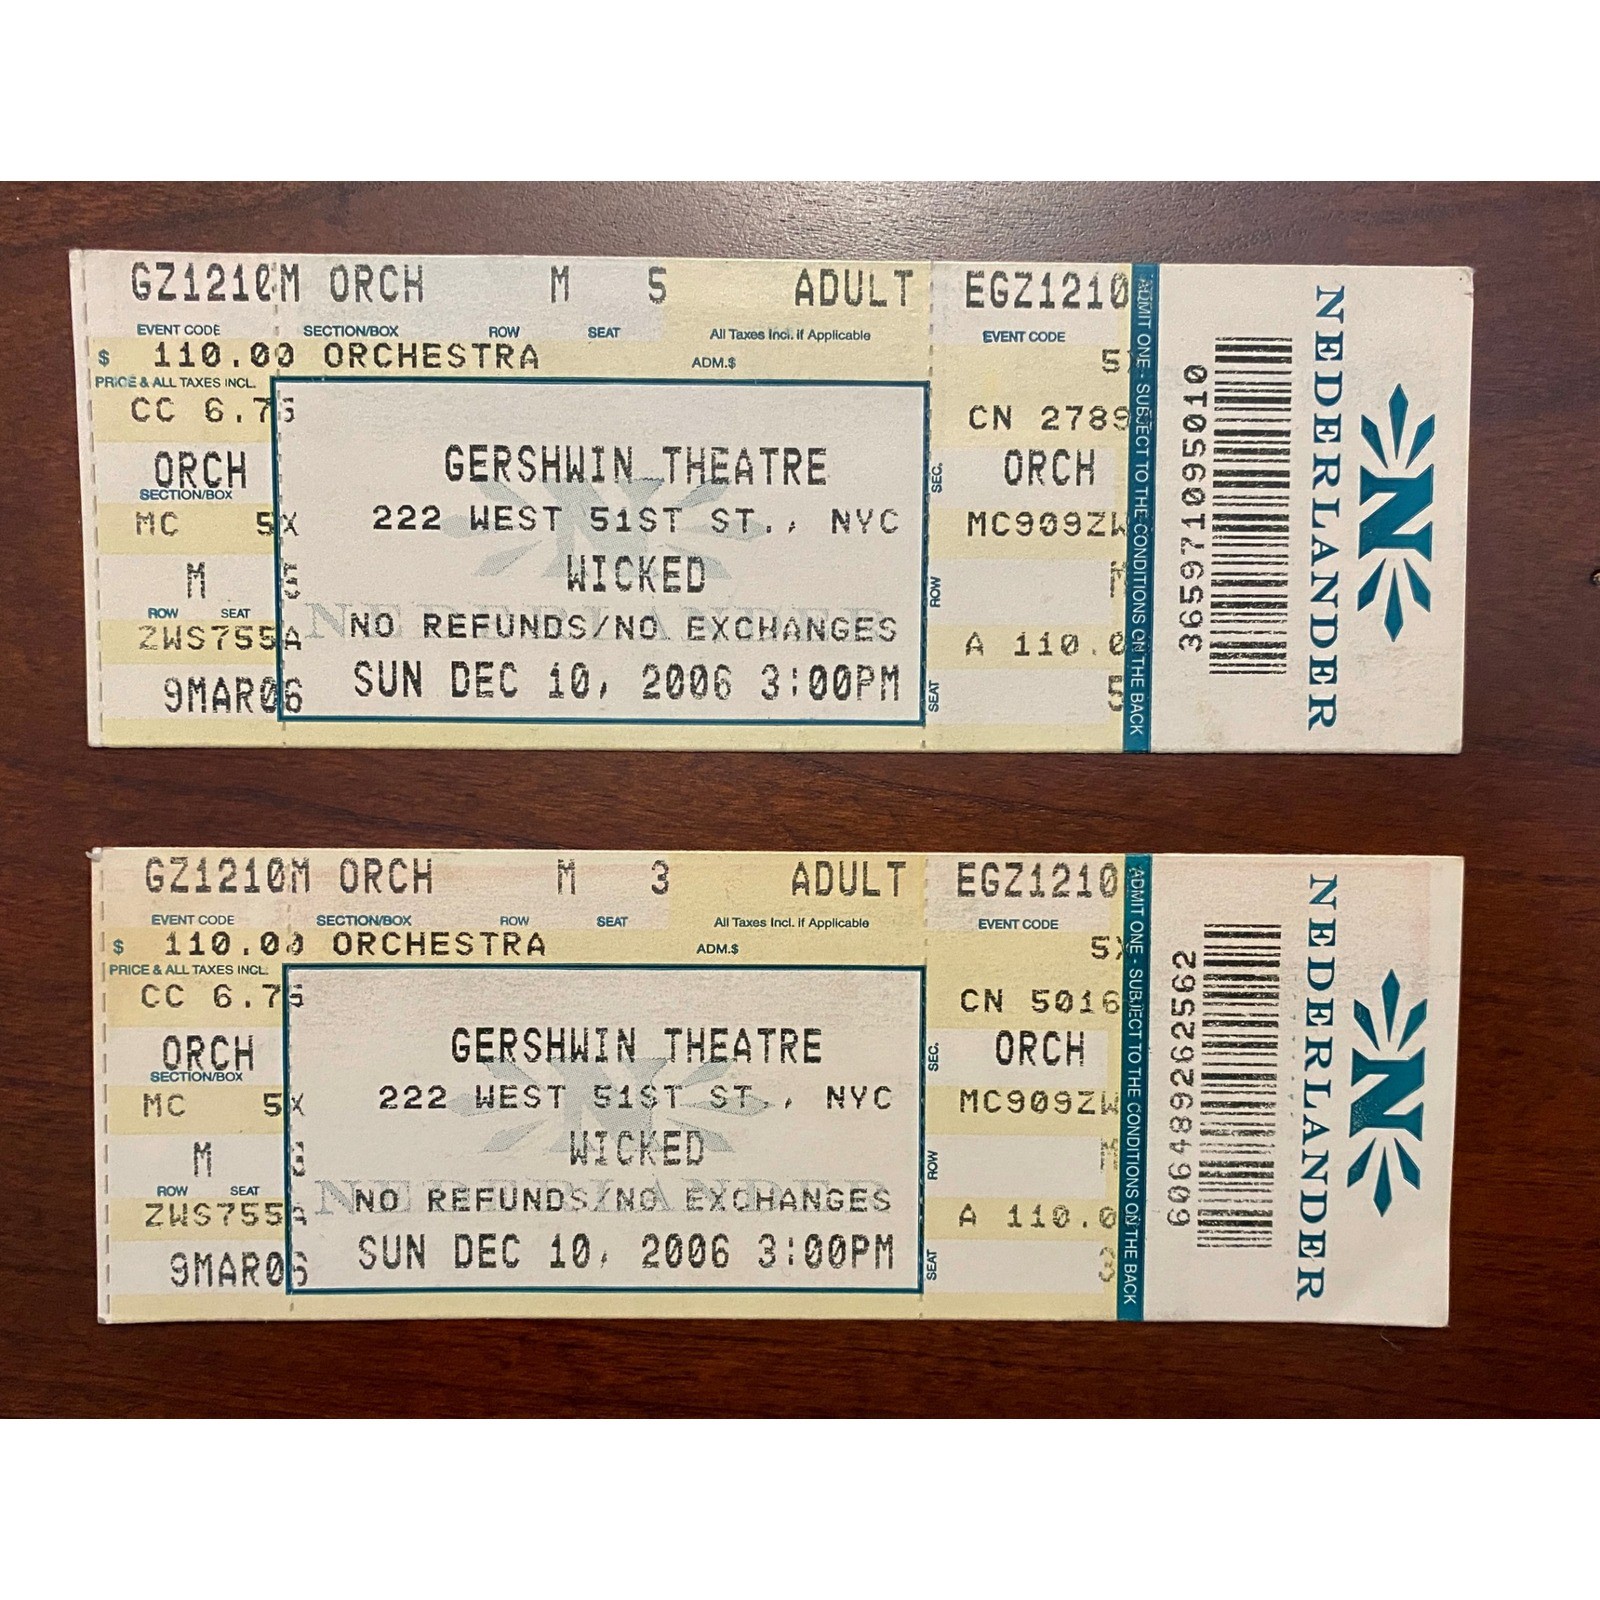 GZ1210M ORCH M 5 ADULT EGZ1210
EVENT CODE SECTION/BOX ROW SEAT All Taxes Incl. if Applicable EVENT CODE
$ 110.00 ORCHESTRA ADM.$ 5X
PRICE & ALL TAXES INCL.
CC 6.75 CN 2789
GERSHWIN THEATRE
ORCH ORCH SEC.
SECTION/BOX
MC 5X 222 WEST 51ST ST., NYC MC909ZW
WICKED
M 5 M ROW
ROW SEAT
NEDERLANDER
NO REFUNDS/NO EXCHANGES
ZWS755A A 110.0
9MAR06 SUN DEC 10, 2006 3:00PM SEAT 5
ADMIT ONE - SUBJECT TO THE CONDITIONS ON THE BACK
365971095010
NEDERLANDER
N
GZ1210M ORCH M 3 ADULT EGZ1210
EVENT CODE SECTION/BOX ROW SEAT All Taxes Incl. if Applicable EVENT CODE
$ 110.00 ORCHESTRA ADM.$ 5X
PRICE & ALL TAXES INCL.
CC 6.75 CN 5016
GERSHWIN THEATRE
ORCH ORCH SEC.
SECTION/BOX
MC 5X 222 WEST 51ST ST., NYC MC909ZW
WICKED
M 3 M ROW
ROW SEAT
NEDERLANDER
NO REFUNDS/NO EXCHANGES
ZWS755A A 110.0
9MAR06 SUN DEC 10, 2006 3:00PM SEAT 3
ADMIT ONE - SUBJECT TO THE CONDITIONS ON THE BACK
606489262562
NEDERLANDER
N